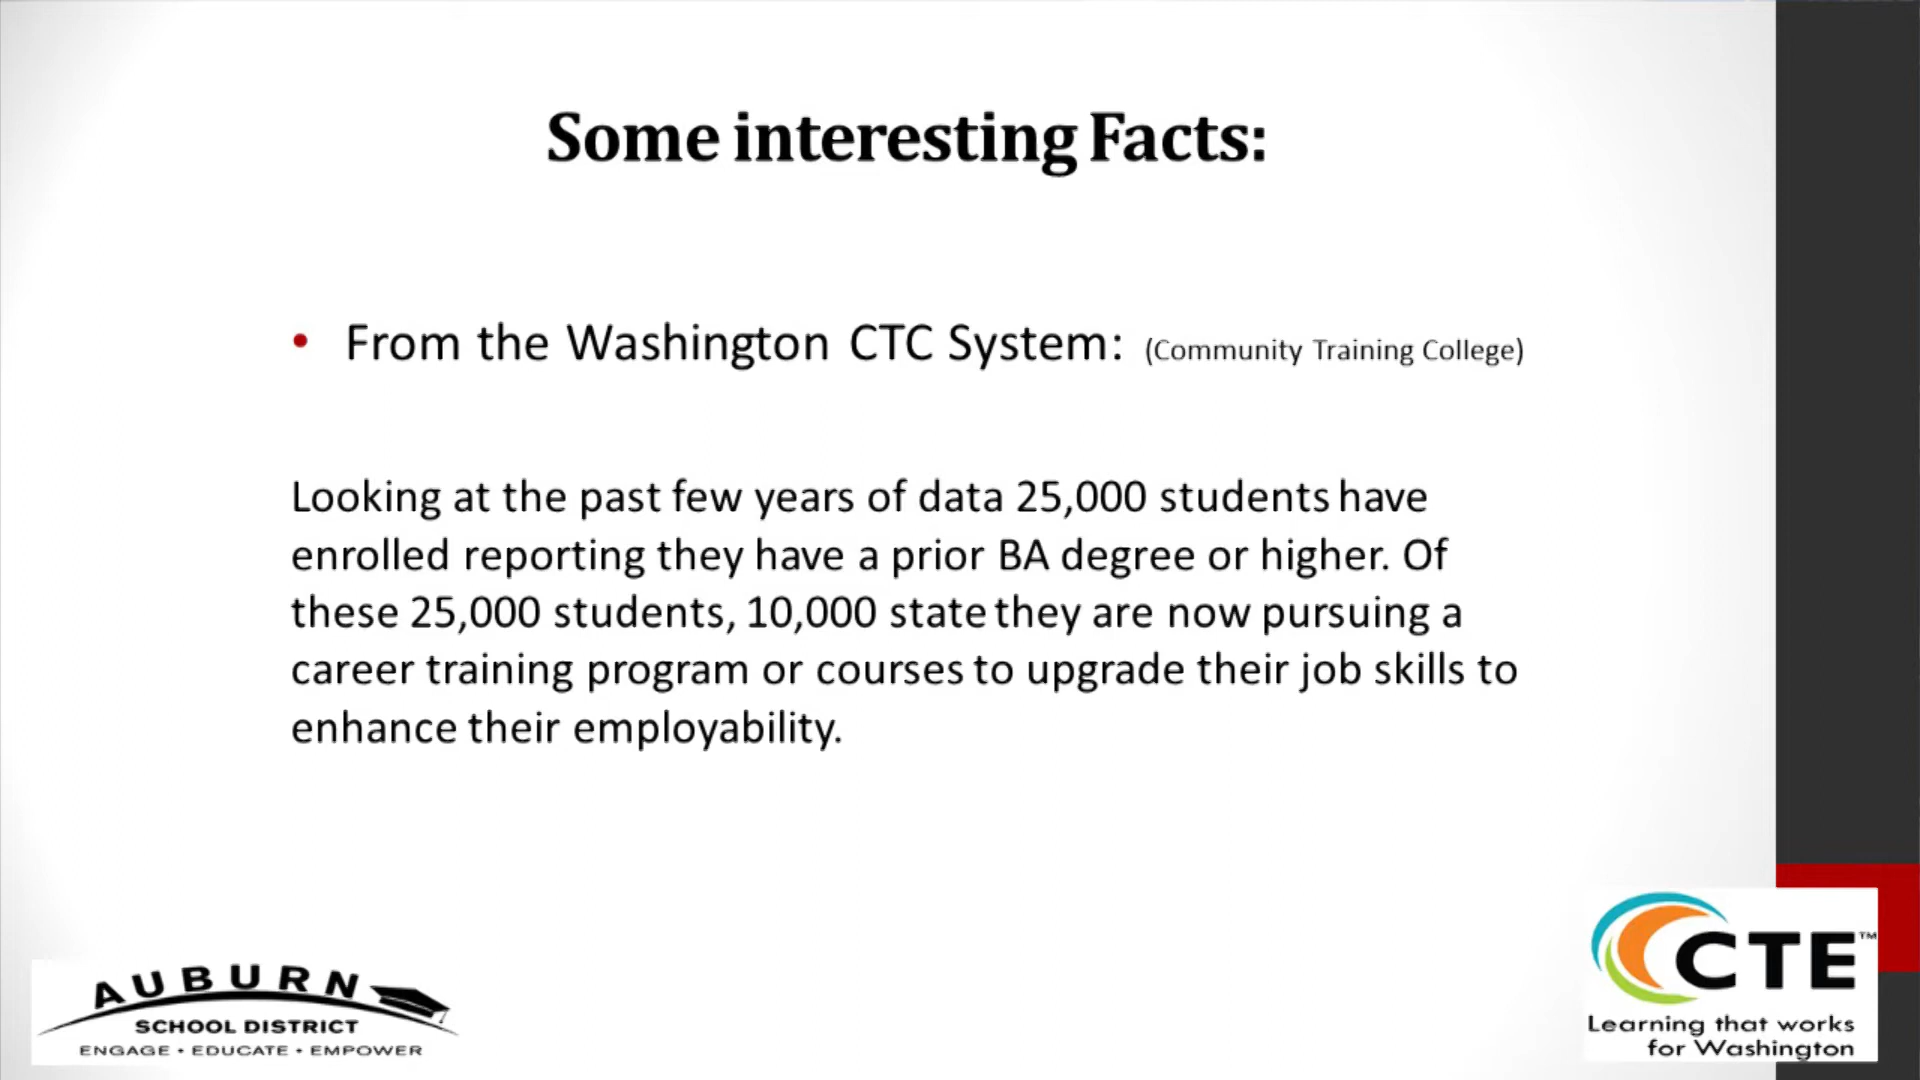 Some interesting Facts:
• From the Washington CTC System: (Community Training College)
Looking at the past few years of data 25,000 students have
enrolled reporting they have a prior BA degree or higher. Of
these 25,000 students, 10,000 state they are now pursuing a
career training program or courses to upgrade their job skills to
enhance their employability.
AUBURN
SCHOOL DISTRICT
ENGAGE • EDUCATE • EMPOWER
CTE™
Learning that works
for Washington